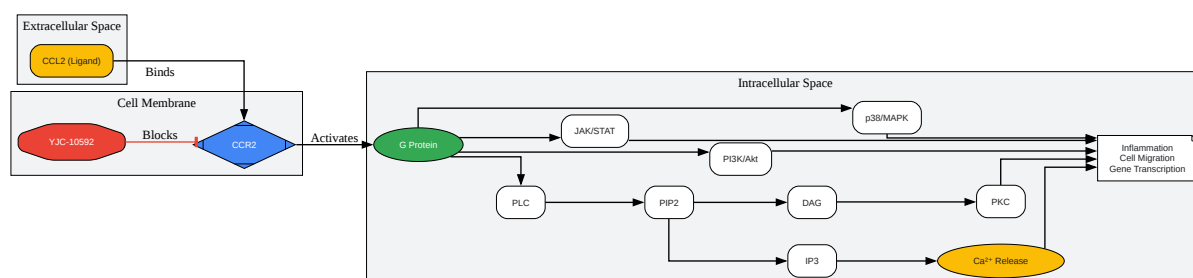 Extracellular Space
CCL2 (Ligand)
Binds
Cell Membrane
YJC-10592
Blocks
CCR2
Activates
Intracellular Space
G Protein
JAK/STAT
p38/MAPK
PI3K/Akt
Inflammation
Cell Migration
Gene Transcription
PLC
PIP2
DAG
PKC
IP3
Ca²⁺ Release